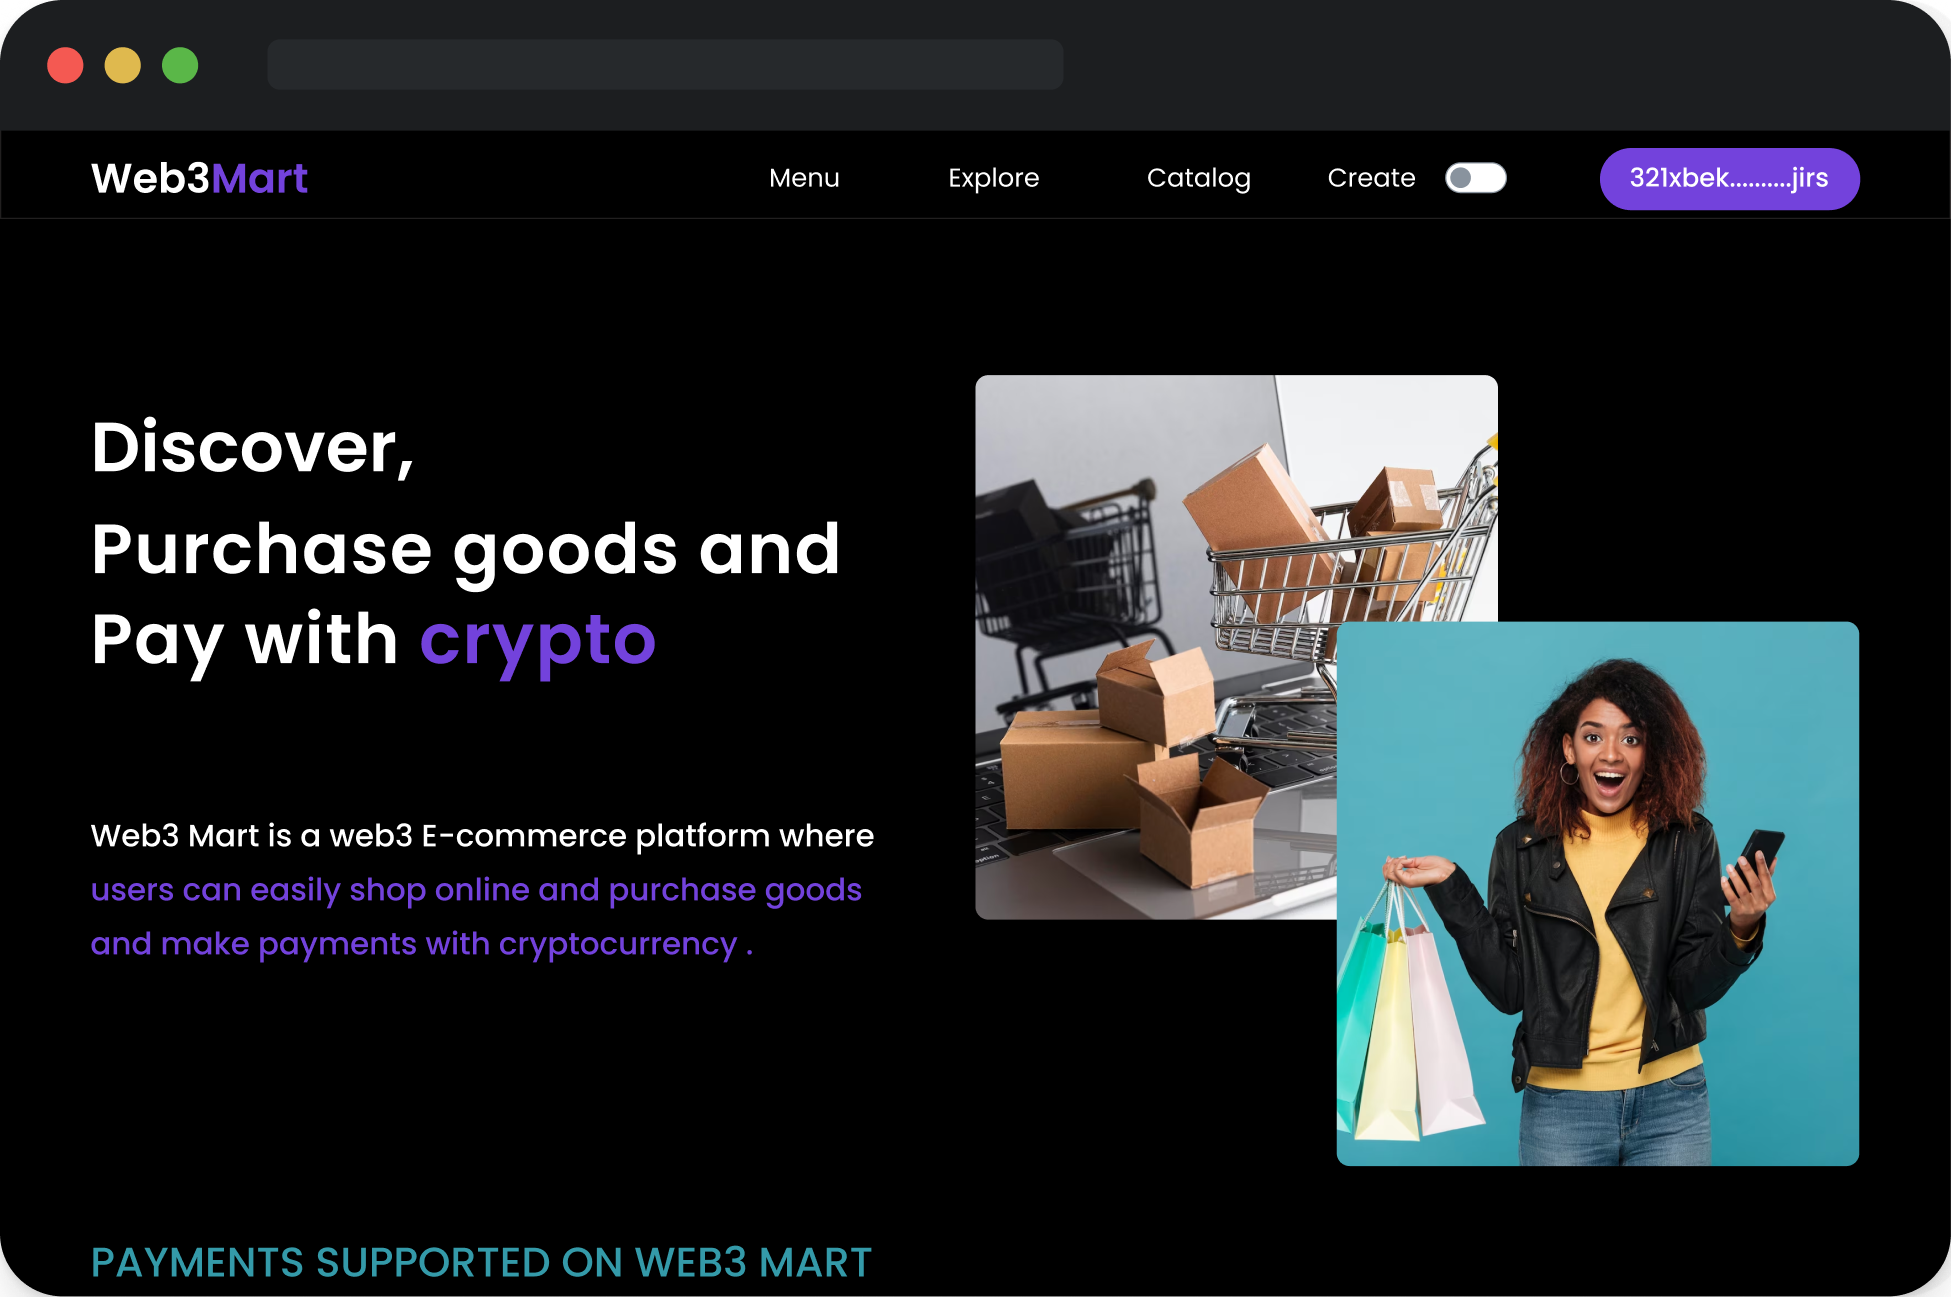 Web3Mart
Menu
Explore
Catalog
Create
321xbek..........jirs
Discover,
Purchase goods and
Pay with crypto
Web3 Mart is a web3 E-commerce platform where
users can easily shop online and purchase goods
and make payments with cryptocurrency .
option
PAYMENTS SUPPORTED ON WEB3 MART